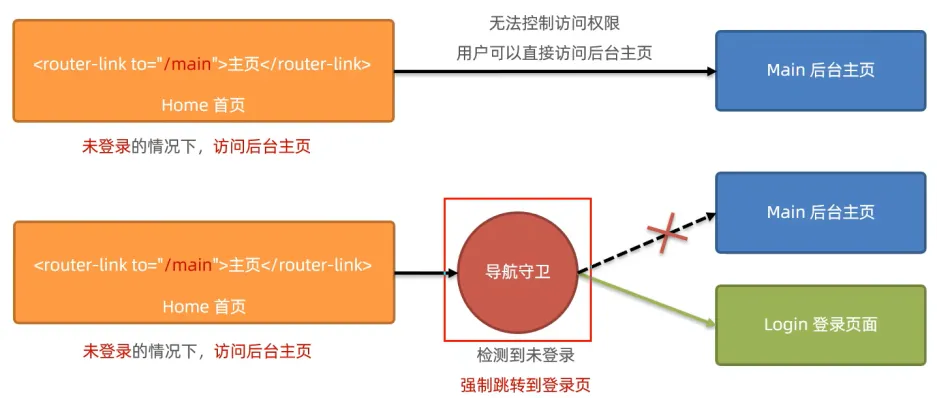 无法控制访问权限
用户可以直接访问后台主页
<router-link to="/main">主页</router-link>
Home 首页
Main 后台主页
未登录的情况下，访问后台主页
<router-link to="/main">主页</router-link>
Home 首页
导航守卫
Main 后台主页
Login 登录页面
未登录的情况下，访问后台主页
检测到未登录
强制跳转到登录页